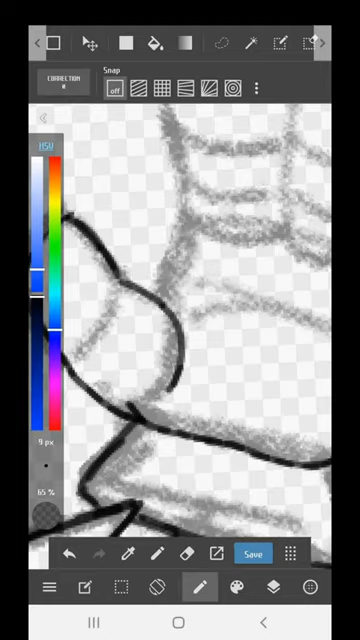 Snap
CORRECTION
off
HSV
9 px
65 %
Save